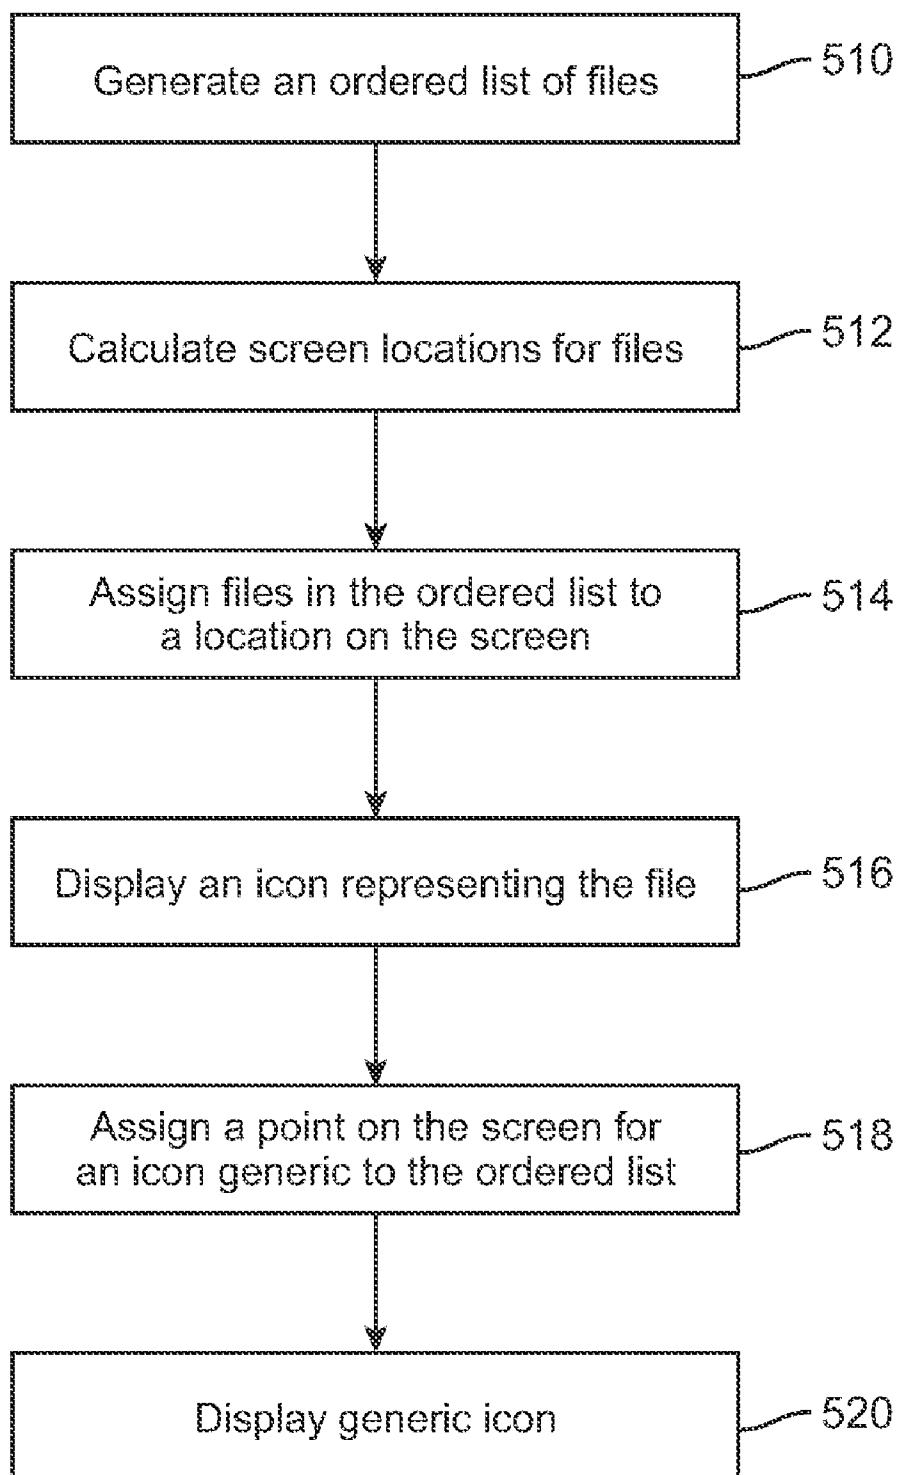 Generate an ordered list of files
510
Calculate screen locations for files
512
Assign files in the ordered list to
a location on the screen
514
Display an icon representing the file
516
Assign a point on the screen for
an icon generic to the ordered list
518
Display generic icon
520